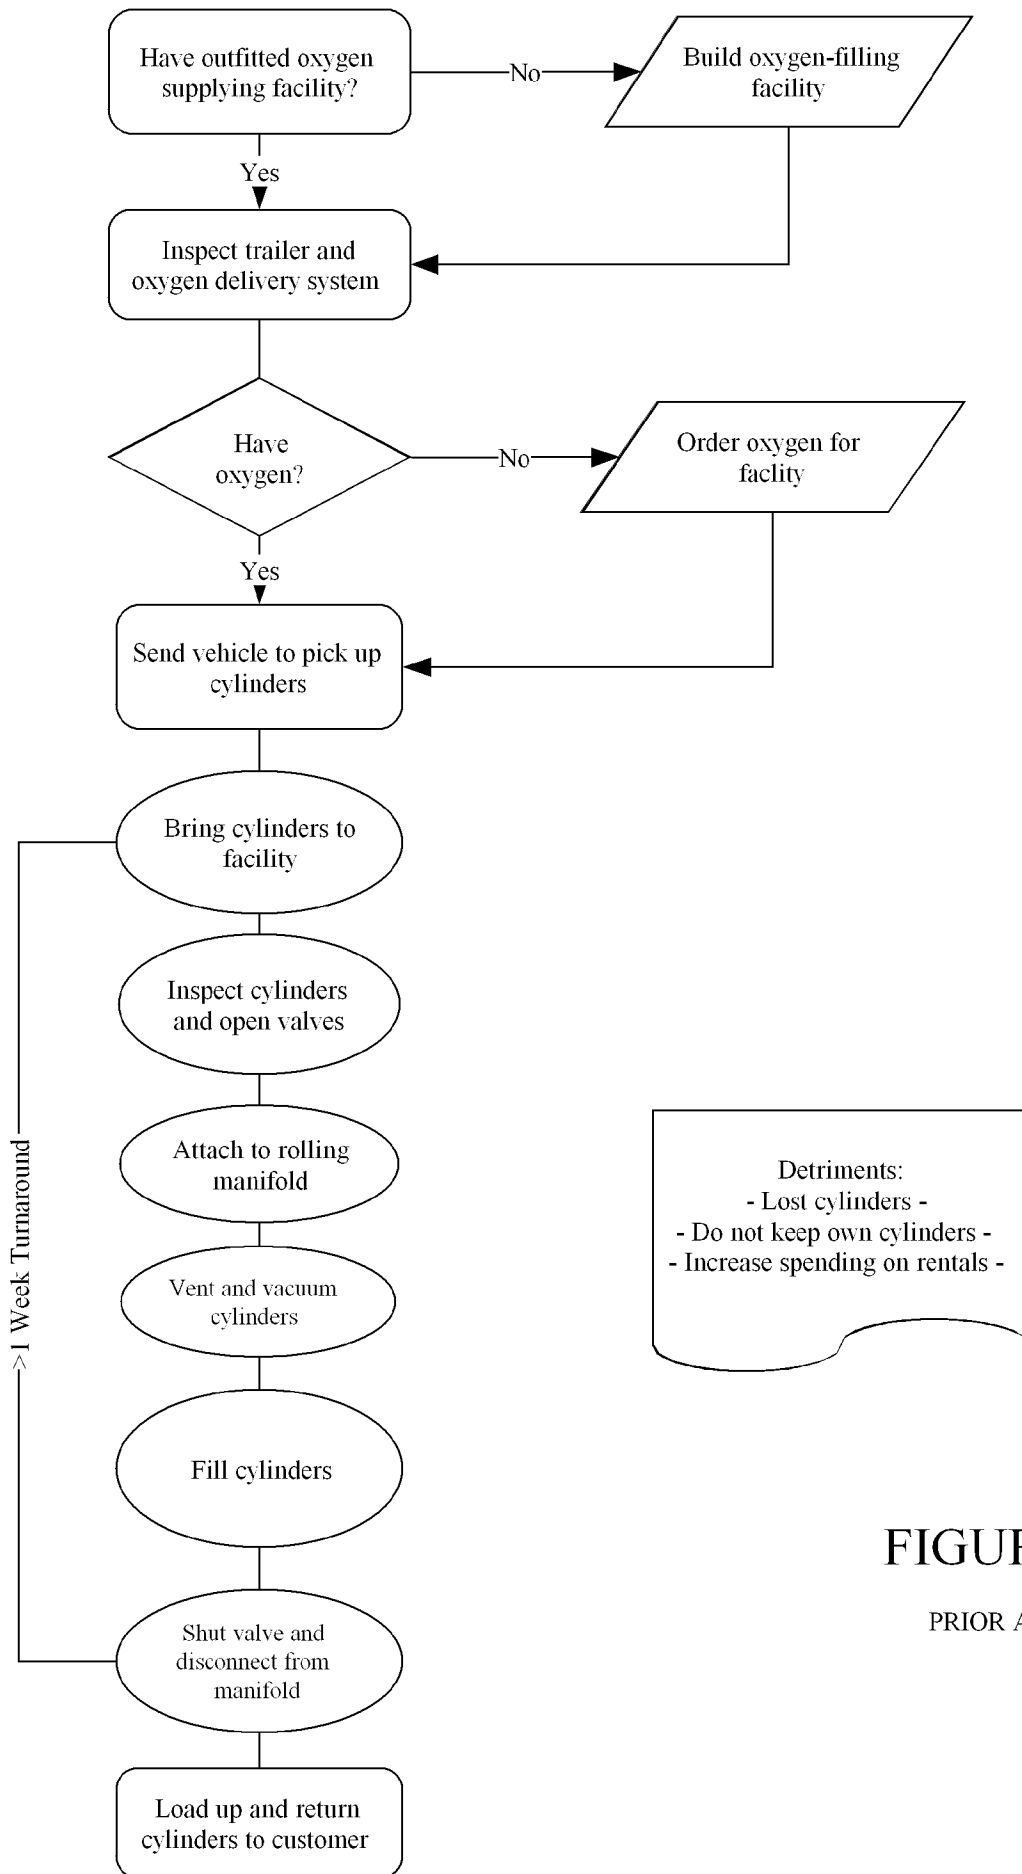 Have outfitted oxygen
supplying facility?
No
Build oxygen-filling
facility
Yes
Inspect trailer and
oxygen delivery system
Have
oxygen?
No
Order oxygen for
faclity
Yes
Send vehicle to pick up
cylinders
Bring cylinders to
facility
Inspect cylinders
and open valves
Attach to rolling
manifold
Vent and vacuum
cylinders
Fill cylinders
Shut valve and
disconnect from
manifold
Load up and return
cylinders to customer
>1 Week Turnaround
Detriments:
- Lost cylinders -
- Do not keep own cylinders -
- Increase spending on rentals -
PRIOR